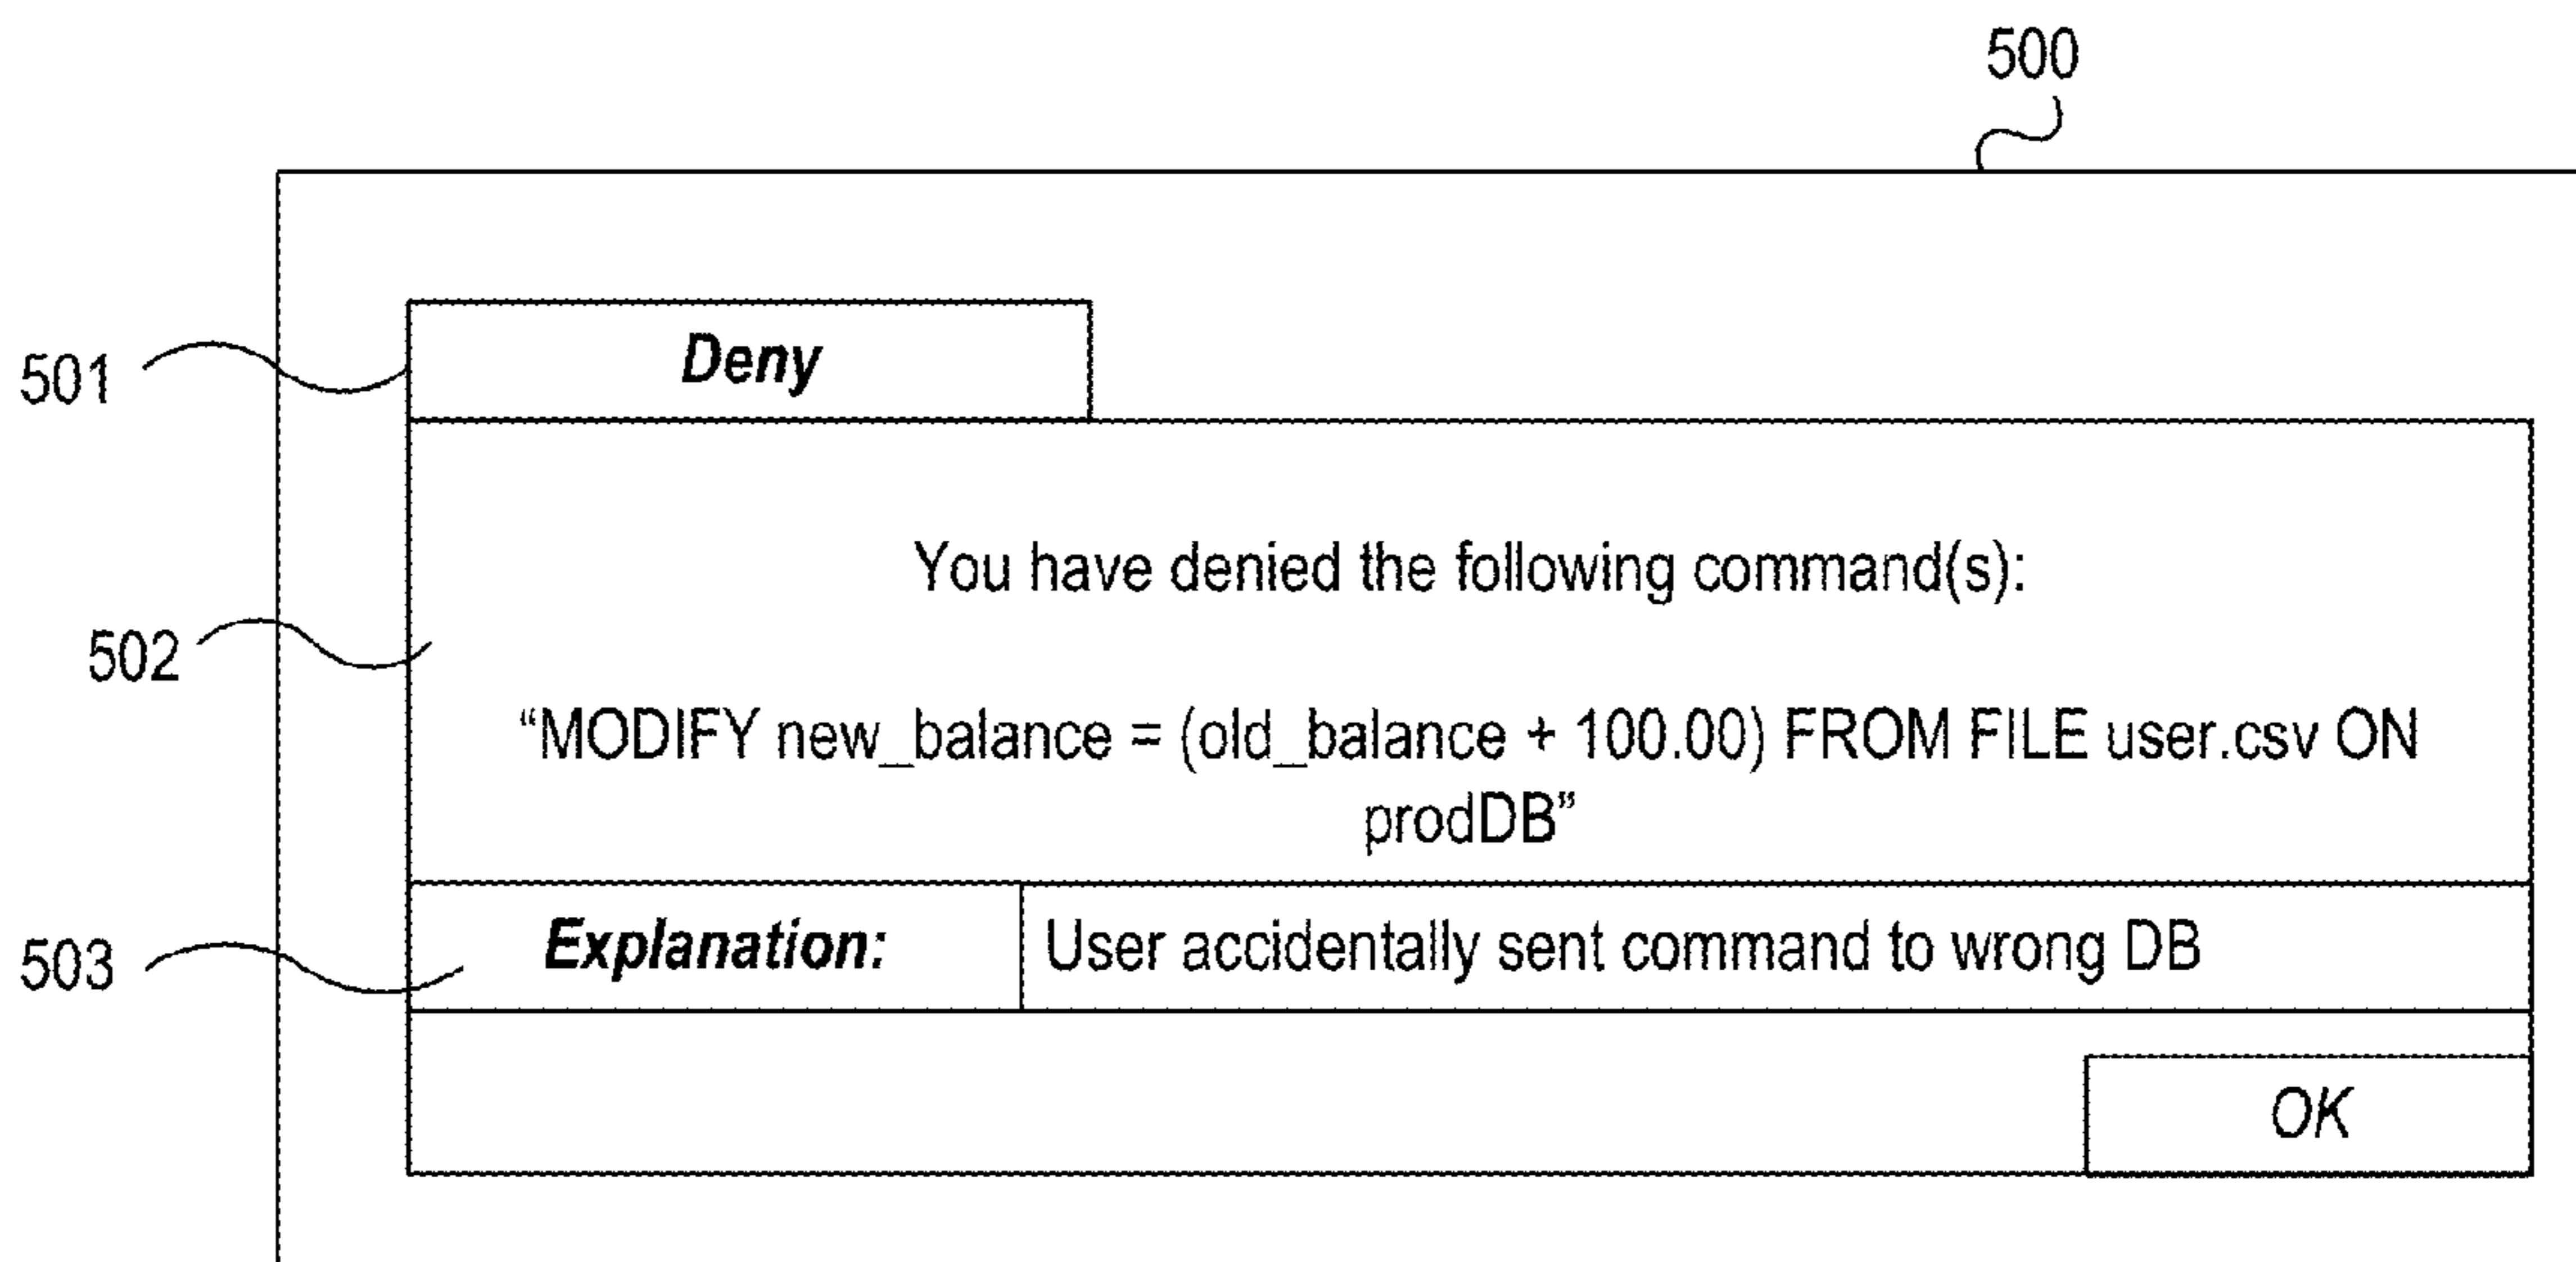 500
501
Deny
You have denied the following command(s):
502
“MODIFY new_balance = (old_balance + 100.00) FROM FILE user.csv ON
prodDB”
503
Explanation:
User accidentally sent command to wrong DB
OK